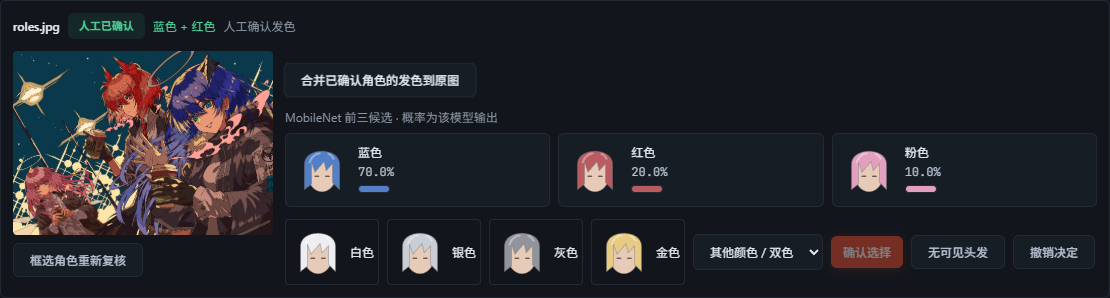 roles.jpg 人工已确认 蓝色 + 红色 人工确认发色
合并已确认角色的发色到原图
MobileNet 前三候选 · 概率为该模型输出
蓝色
70.0%
红色
20.0%
粉色
10.0%
白色 银色 灰色 金色 其他颜色 / 双色 确认选择 无可见头发 撤销决定
框选角色重新复核